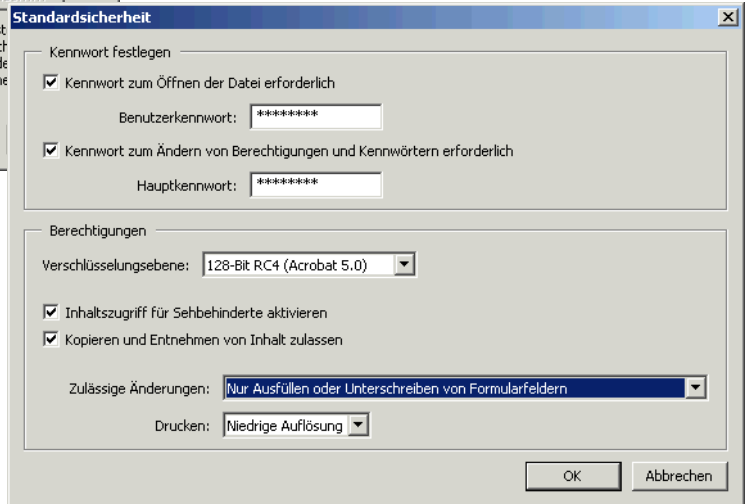 Standardsicherheit
Kennwort festlegen
Kennwort zum Öffnen der Datei erforderlich
Benutzerkennwort: ********
Kennwort zum Ändern von Berechtigungen und Kennwörtern erforderlich
Hauptkennwort: ********
Berechtigungen
Verschlüsselungsebene: 128-Bit RC4 (Acrobat 5.0)
Inhaltszugriff für Sehbehinderte aktivieren
Kopieren und Entnehmen von Inhalt zulassen
Zulässige Änderungen: Nur Ausfüllen oder Unterschreiben von Formularfeldern
Drucken: Niedrige Auflösung
OK Abbrechen